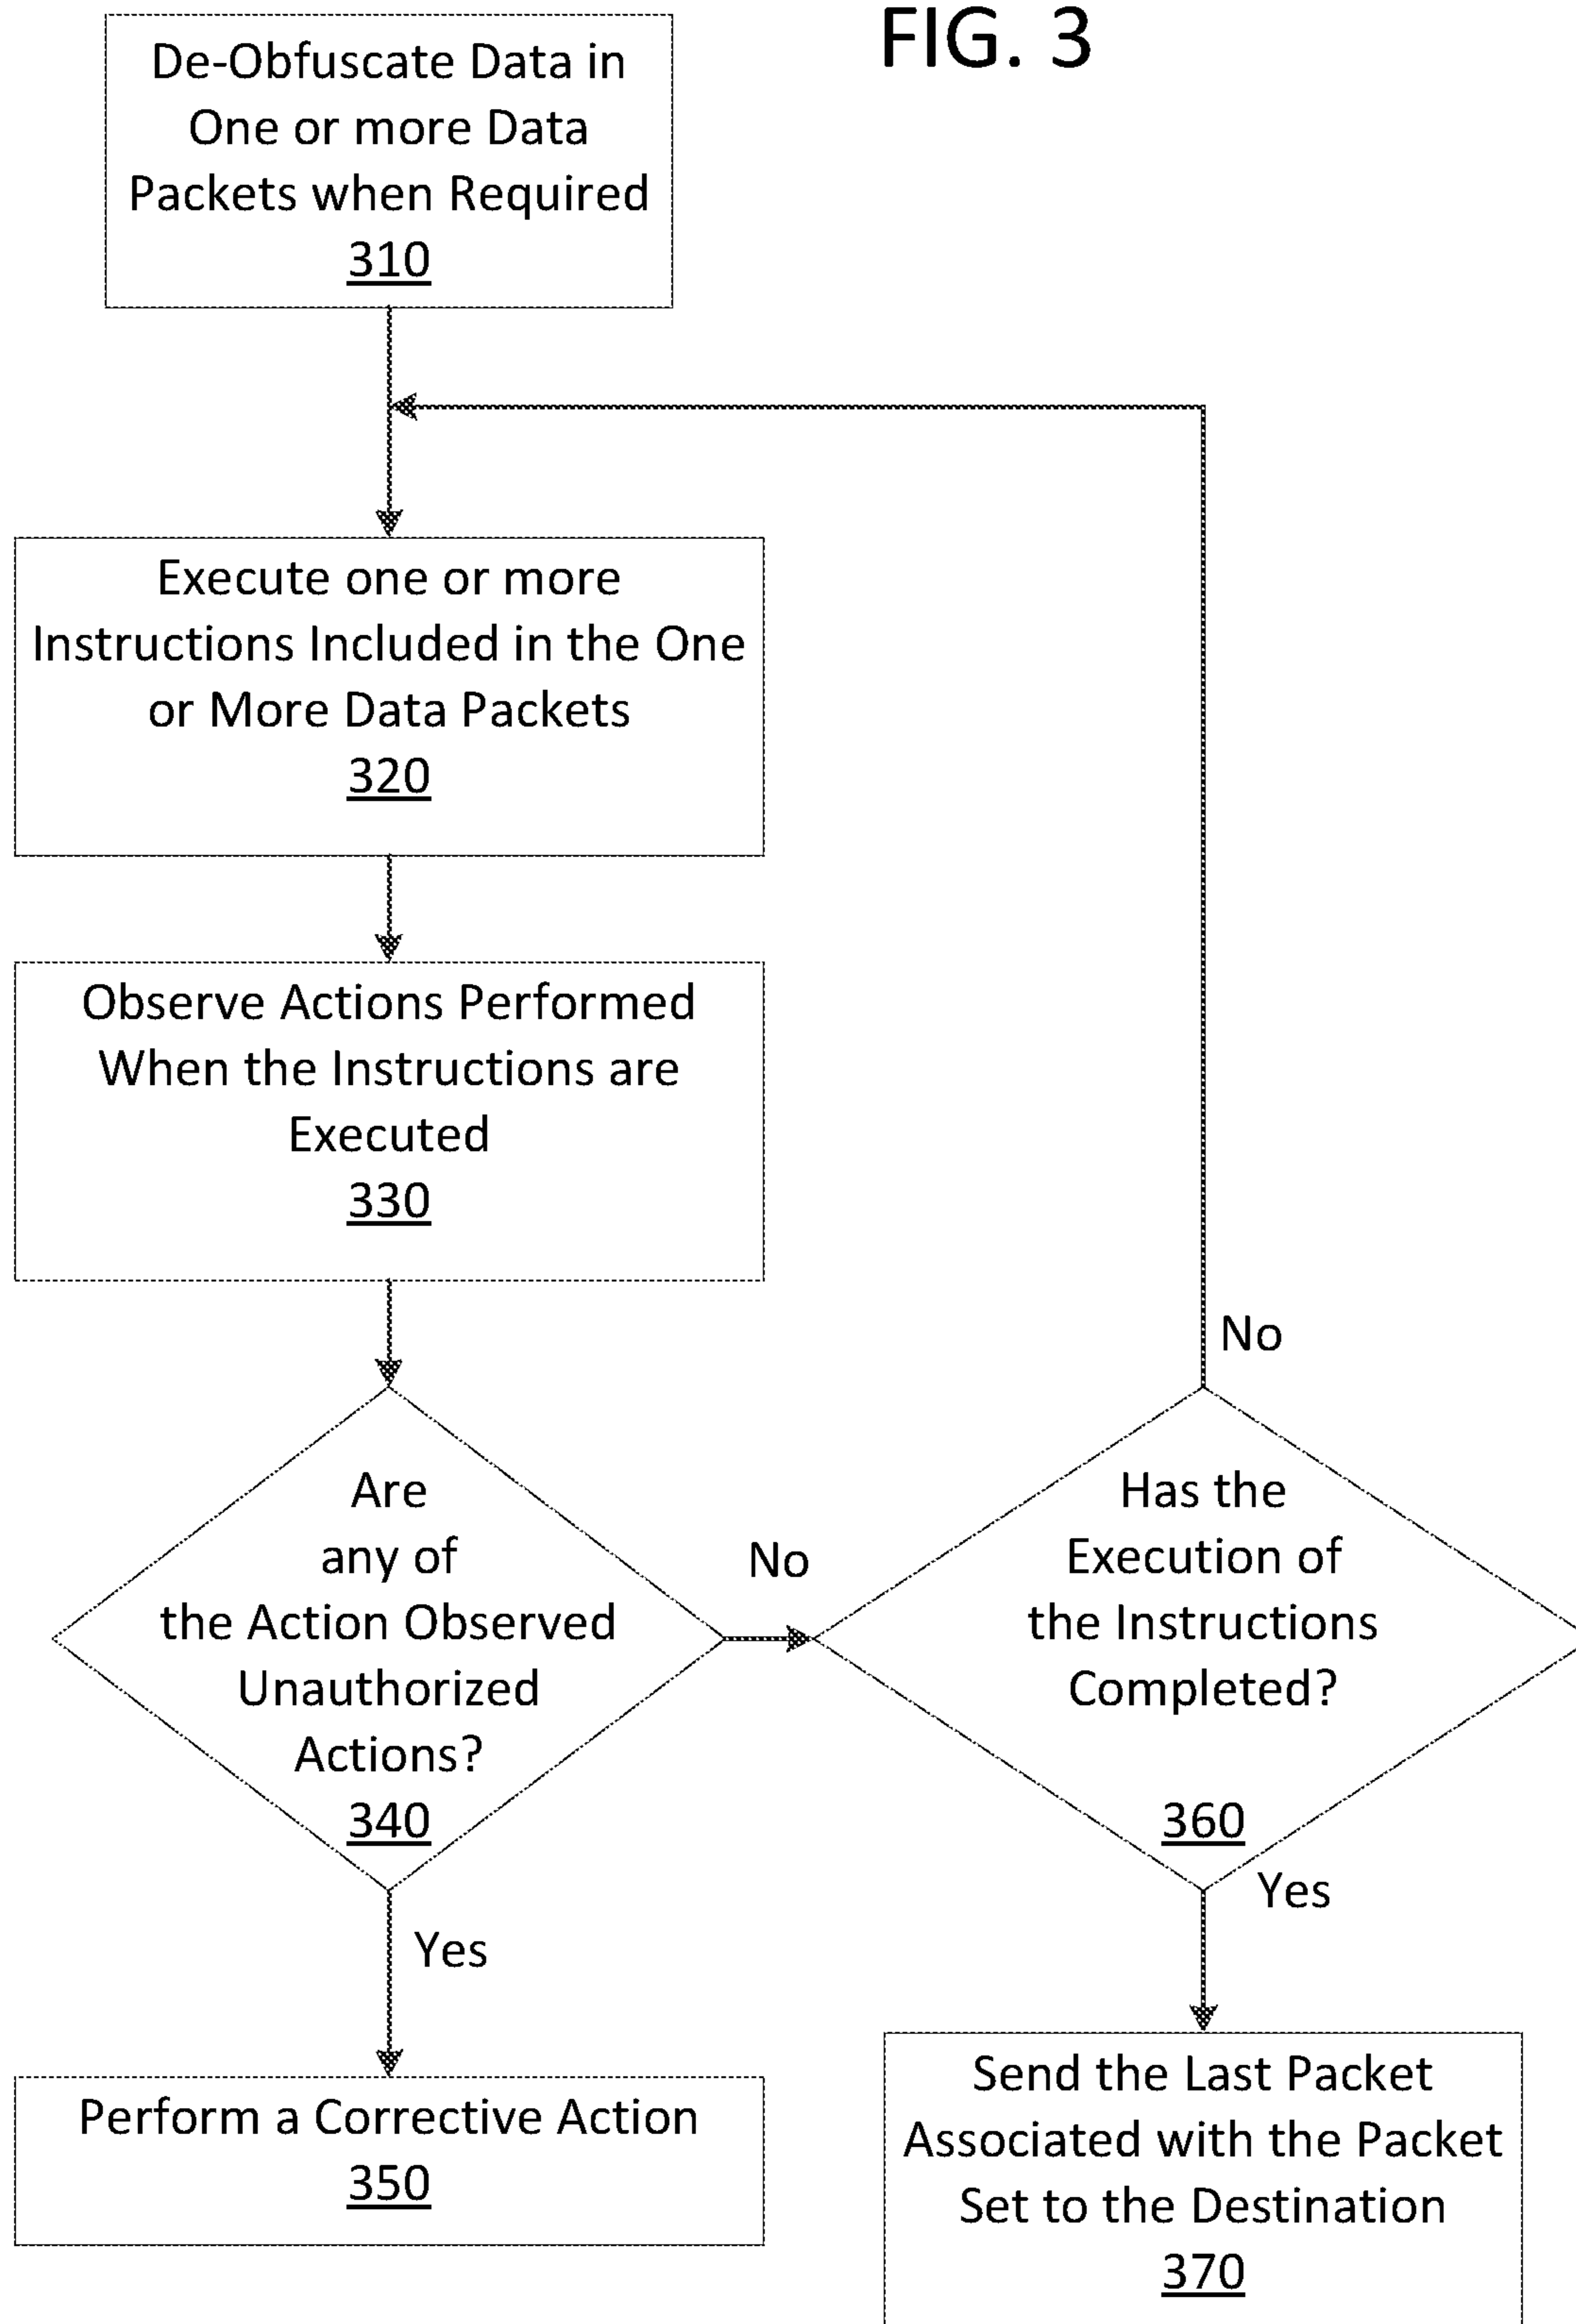 FIG. 3
De-Obfuscate Data in
One or more Data
Packets when Required
310
Execute one or more
Instructions Included in the One
or More Data Packets
320
Observe Actions Performed
When the Instructions are
Executed
330
Are
any of
the Action Observed
Unauthorized
Actions?
340
No
Yes
Perform a Corrective Action
350
No
Has the
Execution of
the Instructions
Completed?
360
Yes
Send the Last Packet
Associated with the Packet
Set to the Destination
370